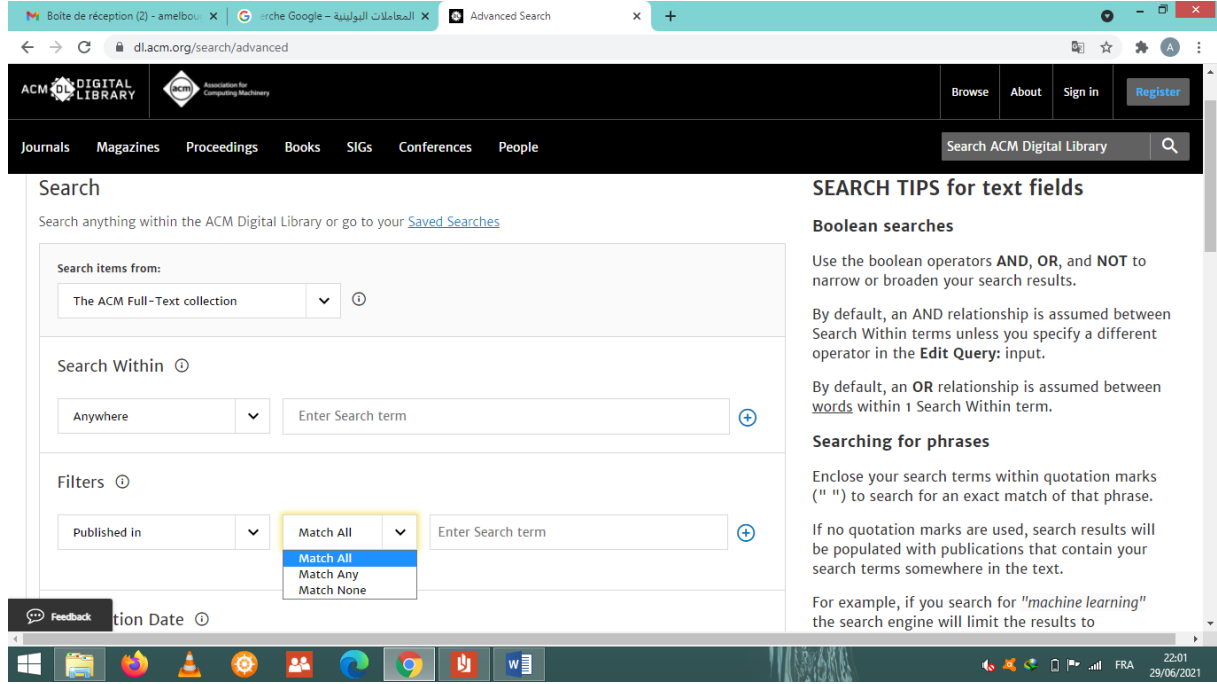 Boîte de réception (2) - amelbour
المعاملات البولينية – erche Google
Advanced Search
dl.acm.org/search/advanced
A
ACM DL DIGITAL LIBRARY
acm Association for Computing Machinery
Browse
About
Sign in
Register
Journals
Magazines
Proceedings
Books
SIGs
Conferences
People
Search ACM Digital Library
Search
Search anything within the ACM Digital Library or go to your Saved Searches
Search items from:
The ACM Full-Text collection
Search Within
Anywhere
Enter Search term
Filters
Published in
Match All
Enter Search term
Match All
Match Any
Match None
Feedback
tion Date
SEARCH TIPS for text fields
Boolean searches
Use the boolean operators AND, OR, and NOT to
narrow or broaden your search results.
By default, an AND relationship is assumed between
Search Within terms unless you specify a different
operator in the Edit Query: input.
By default, an OR relationship is assumed between
words within 1 Search Within term.
Searching for phrases
Enclose your search terms within quotation marks
(" ") to search for an exact match of that phrase.
If no quotation marks are used, search results will
be populated with publications that contain your
search terms somewhere in the text.
For example, if you search for "machine learning"
the search engine will limit the results to
FRA
22:01
29/06/2021